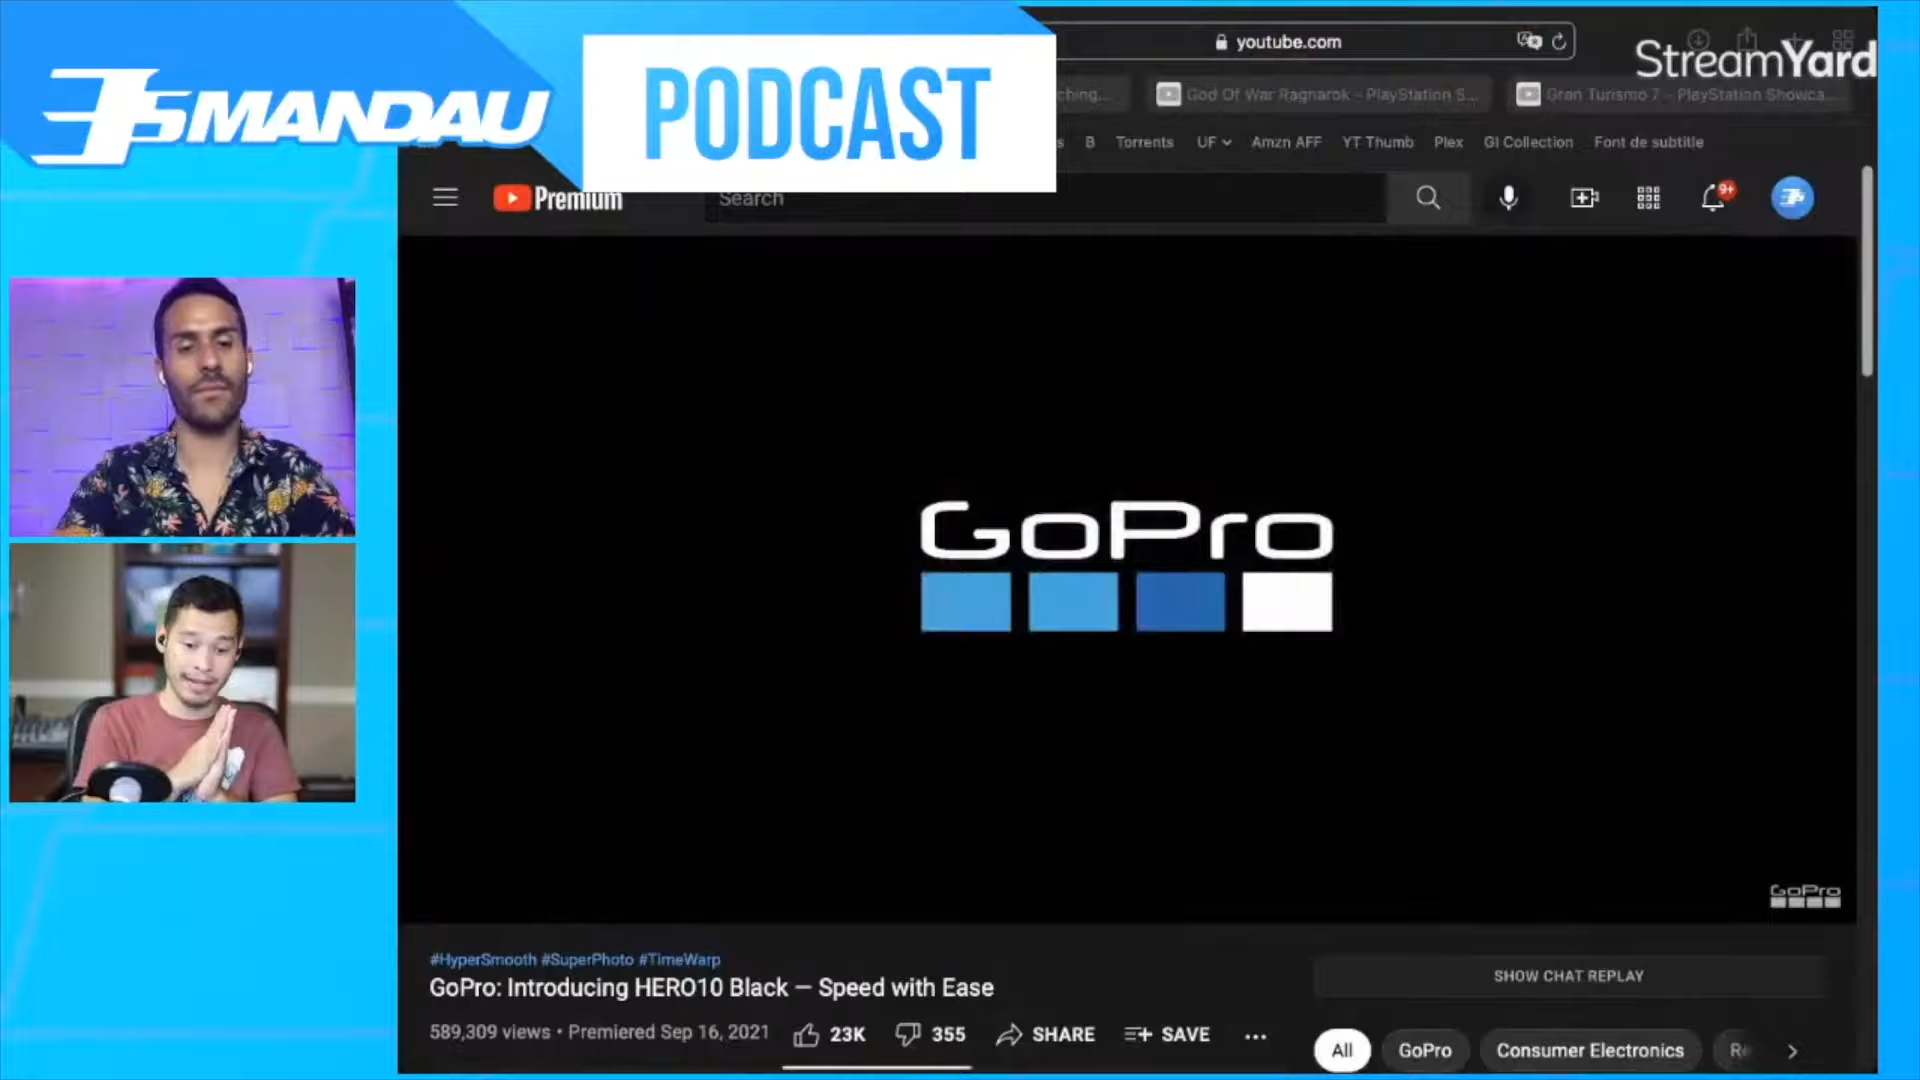 3SMANDAU
PODCAST
youtube.com
StreamYard
ching...
God Of War Ragnarok – PlayStation S...
Gran Turismo 7 – PlayStation Showca...
s B Torrents UF Amzn AFF YT Thumb Plex GI Collection Font de subtitle
Premium
Search
9+
GoPro
GoPro
#HyperSmooth #SuperPhoto #TimeWarp
GoPro: Introducing HERO10 Black — Speed with Ease
589,309 views • Premiered Sep 16, 2021
23K
355
SHARE
SAVE
SHOW CHAT REPLAY
All
GoPro
Consumer Electronics
Re